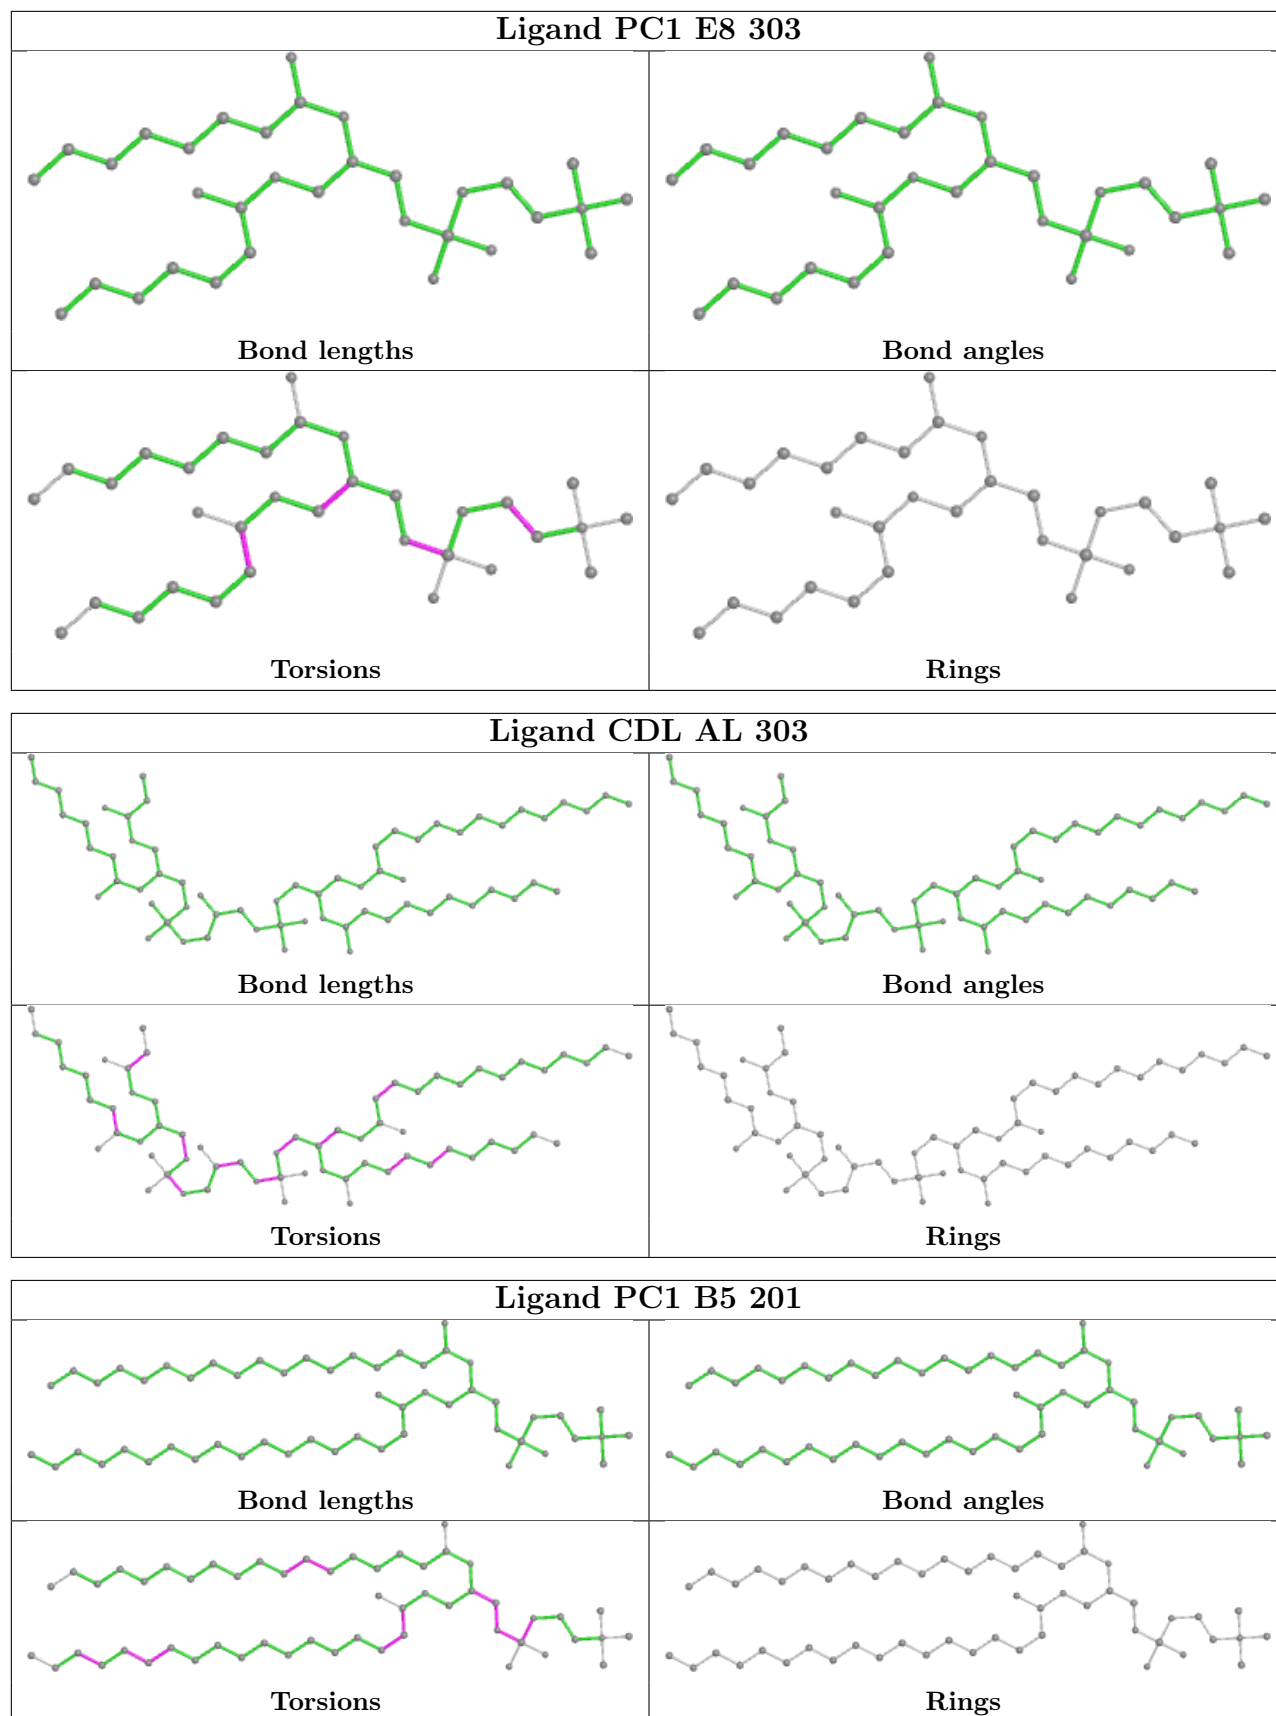 Ligand PC1 E8 303
Bond lengths
Bond angles
Torsions
Rings
Ligand CDL AL 303
Bond lengths
Bond angles
Torsions
Rings
Ligand PC1 B5 201
Bond lengths
Bond angles
Torsions
Rings